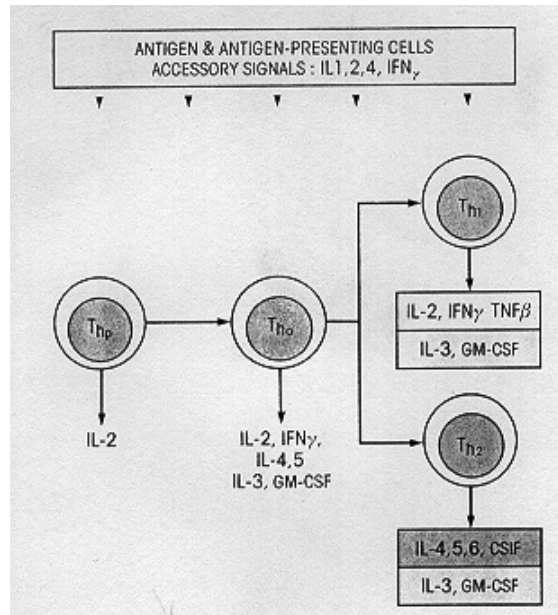 ANTIGEN & ANTIGEN-PRESENTING CELLS
ACCESSORY SIGNALS : IL1,2,4, IFNγ
Th1
IL-2, IFNγ TNFβ
IL-3, GM-CSF
Thp
Tho
IL-2
IL-2, IFNγ,
IL-4,5
IL-3, GM-CSF
Th2
IL-4,5,6, CSIF
IL-3, GM-CSF